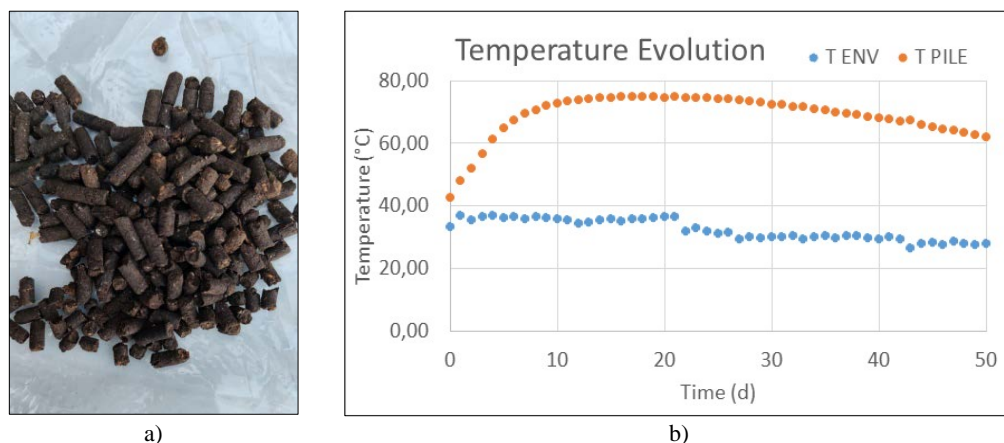 Temperature Evolution
T ENV
T PILE
80,00
60,00
40,00
20,00
0,00
Temperature (°C)
0
10
20
30
40
50
Time (d)
a)
b)